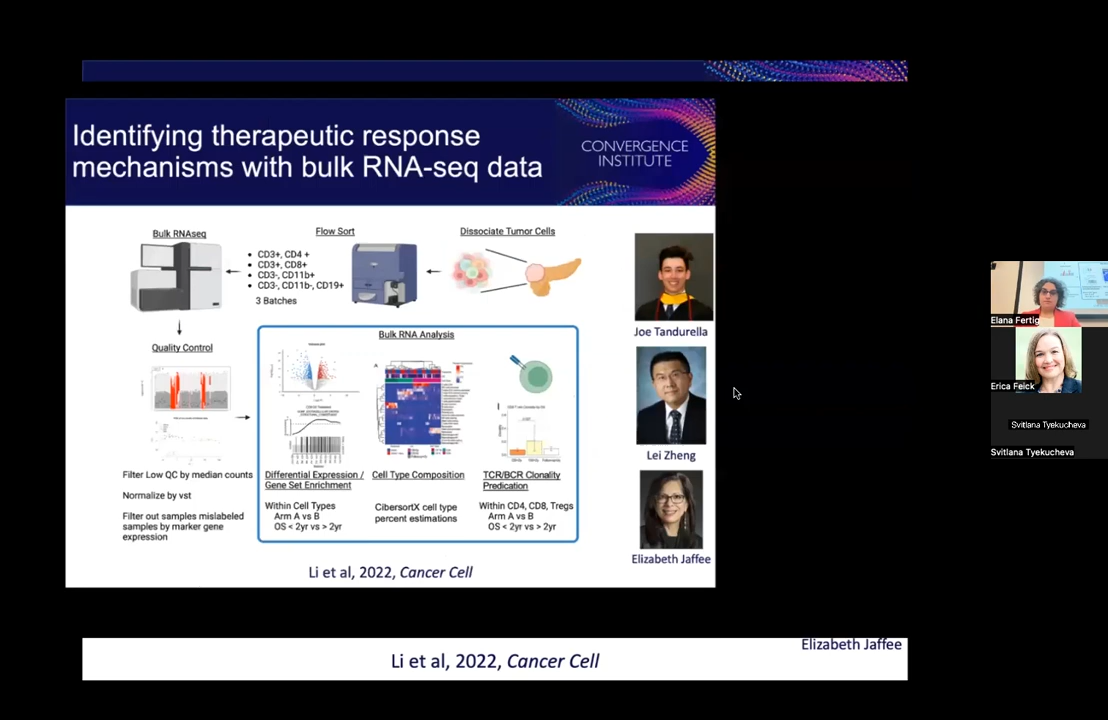 Identifying therapeutic response
mechanisms with bulk RNA-seq data
CONVERGENCE
INSTITUTE
Bulk RNAseq
Flow Sort
Dissociate Tumor Cells
• CD3+, CD4 +
• CD3+, CD8+
• CD3-, CD11b+
• CD3-, CD11b-, CD19+
3 Batches
Quality Control
Bulk RNA Analysis
Filter Low QC by median counts
Normalize by vst
Filter out samples mislabeled
samples by marker gene
expression
Differential Expression /
Gene Set Enrichment
Within Cell Types
Arm A vs B
OS < 2yr vs > 2yr
Cell Type Composition
CibersortX cell type
percent estimations
TCR/BCR Clonality
Predication
Within CD4, CD8, Tregs
Arm A vs B
OS < 2yr vs > 2yr
Joe Tandurella
Lei Zheng
Elizabeth Jaffee
Li et al, 2022, Cancer Cell
Elizabeth Jaffee
Li et al, 2022, Cancer Cell
Elana Fertig
Erica Feick
Svitlana Tyekucheva
Svitlana Tyekucheva